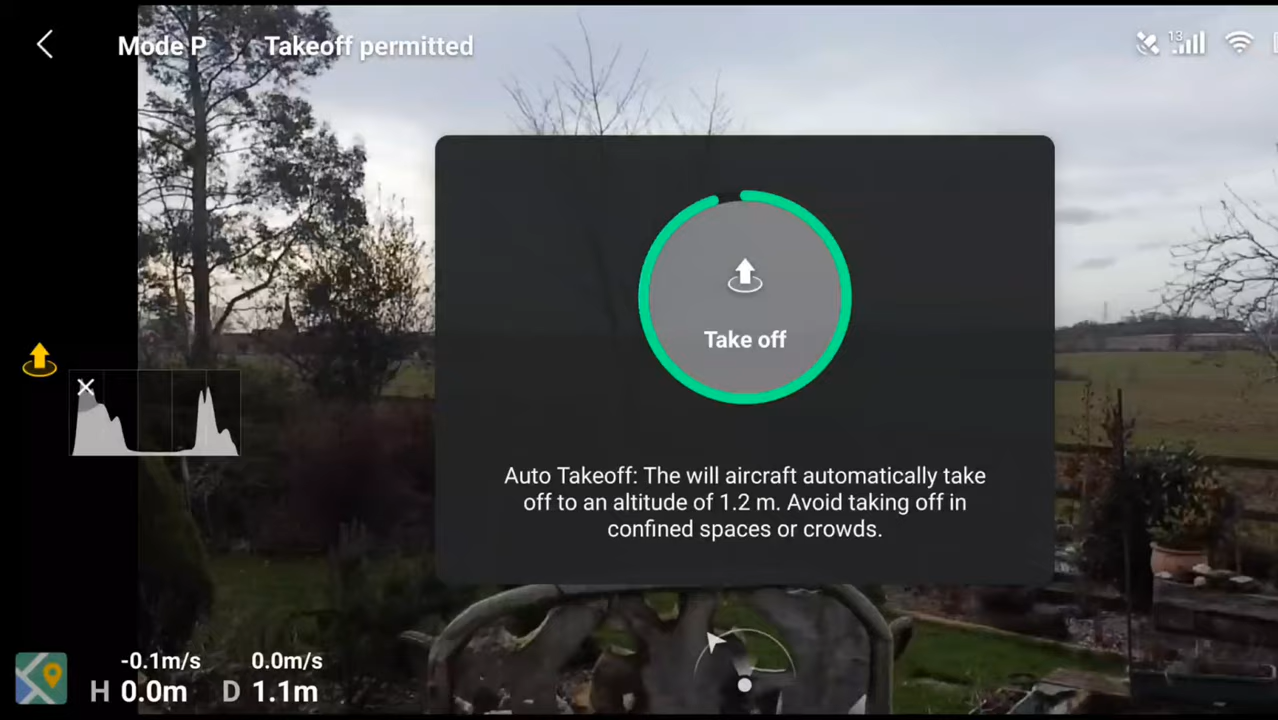 Mode P Takeoff permitted 13
Take off
Auto Takeoff: The will aircraft automatically take
off to an altitude of 1.2 m. Avoid taking off in
confined spaces or crowds.
-0.1m/s 0.0m/s
H 0.0m D 1.1m